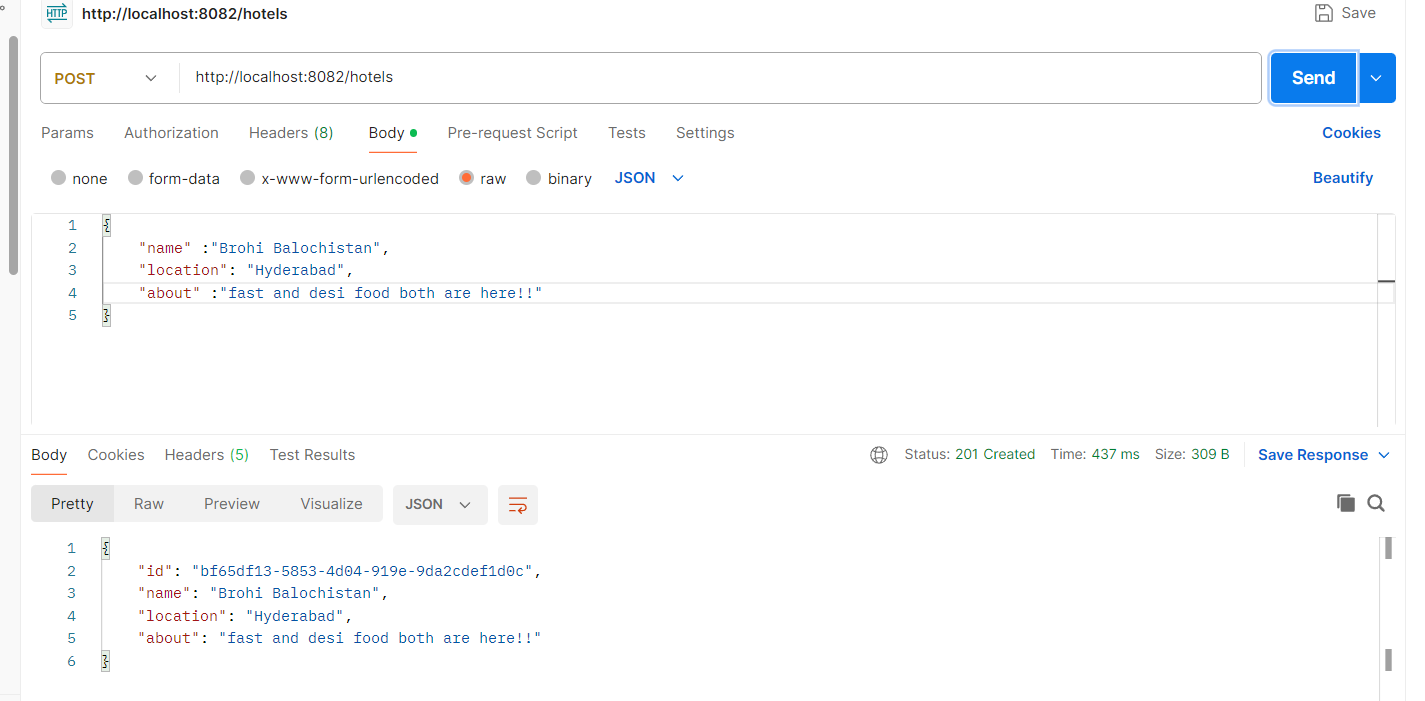 HTTP http://localhost:8082/hotels Save
POST http://localhost:8082/hotels Send
Params Authorization Headers (8) Body Pre-request Script Tests Settings Cookies
none form-data x-www-form-urlencoded raw binary JSON Beautify
1 {
2 "name" :"Brohi Balochistan",
3 "location": "Hyderabad",
4 "about" :"fast and desi food both are here!!"
5 }
Body Cookies Headers (5) Test Results Status: 201 Created Time: 437 ms Size: 309 B Save Response
Pretty Raw Preview Visualize JSON
1 {
2 "id": "bf65df13-5853-4d04-919e-9da2cdef1d0c",
3 "name": "Brohi Balochistan",
4 "location": "Hyderabad",
5 "about": "fast and desi food both are here!!"
6 }